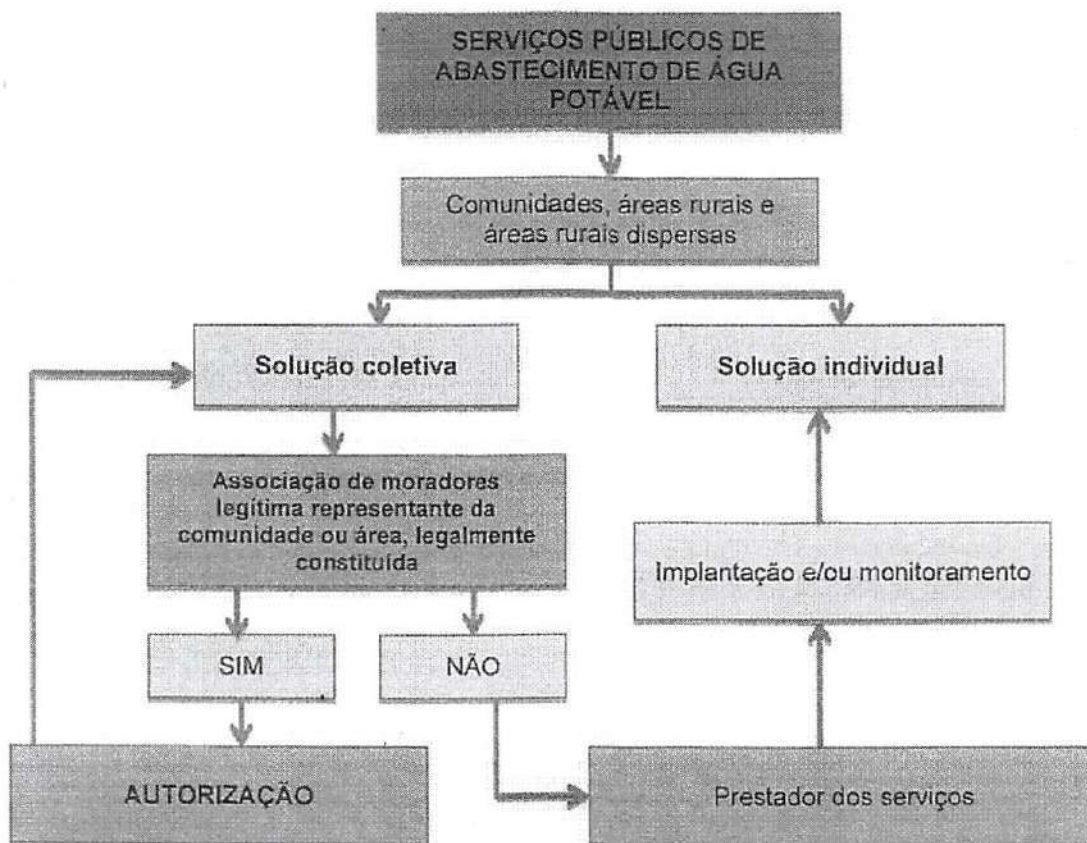 SERVIÇOS PÚBLICOS DE
ABASTECIMENTO DE ÁGUA
POTÁVEL
Comunidades, áreas rurais e
áreas rurais dispersas
Solução coletiva
Solução individual
Associação de moradores
legítima representante da
comunidade ou área, legalmente
constituída
Implantação e/ou monitoramento
SIM
NÃO
AUTORIZAÇÃO
Prestador dos serviços